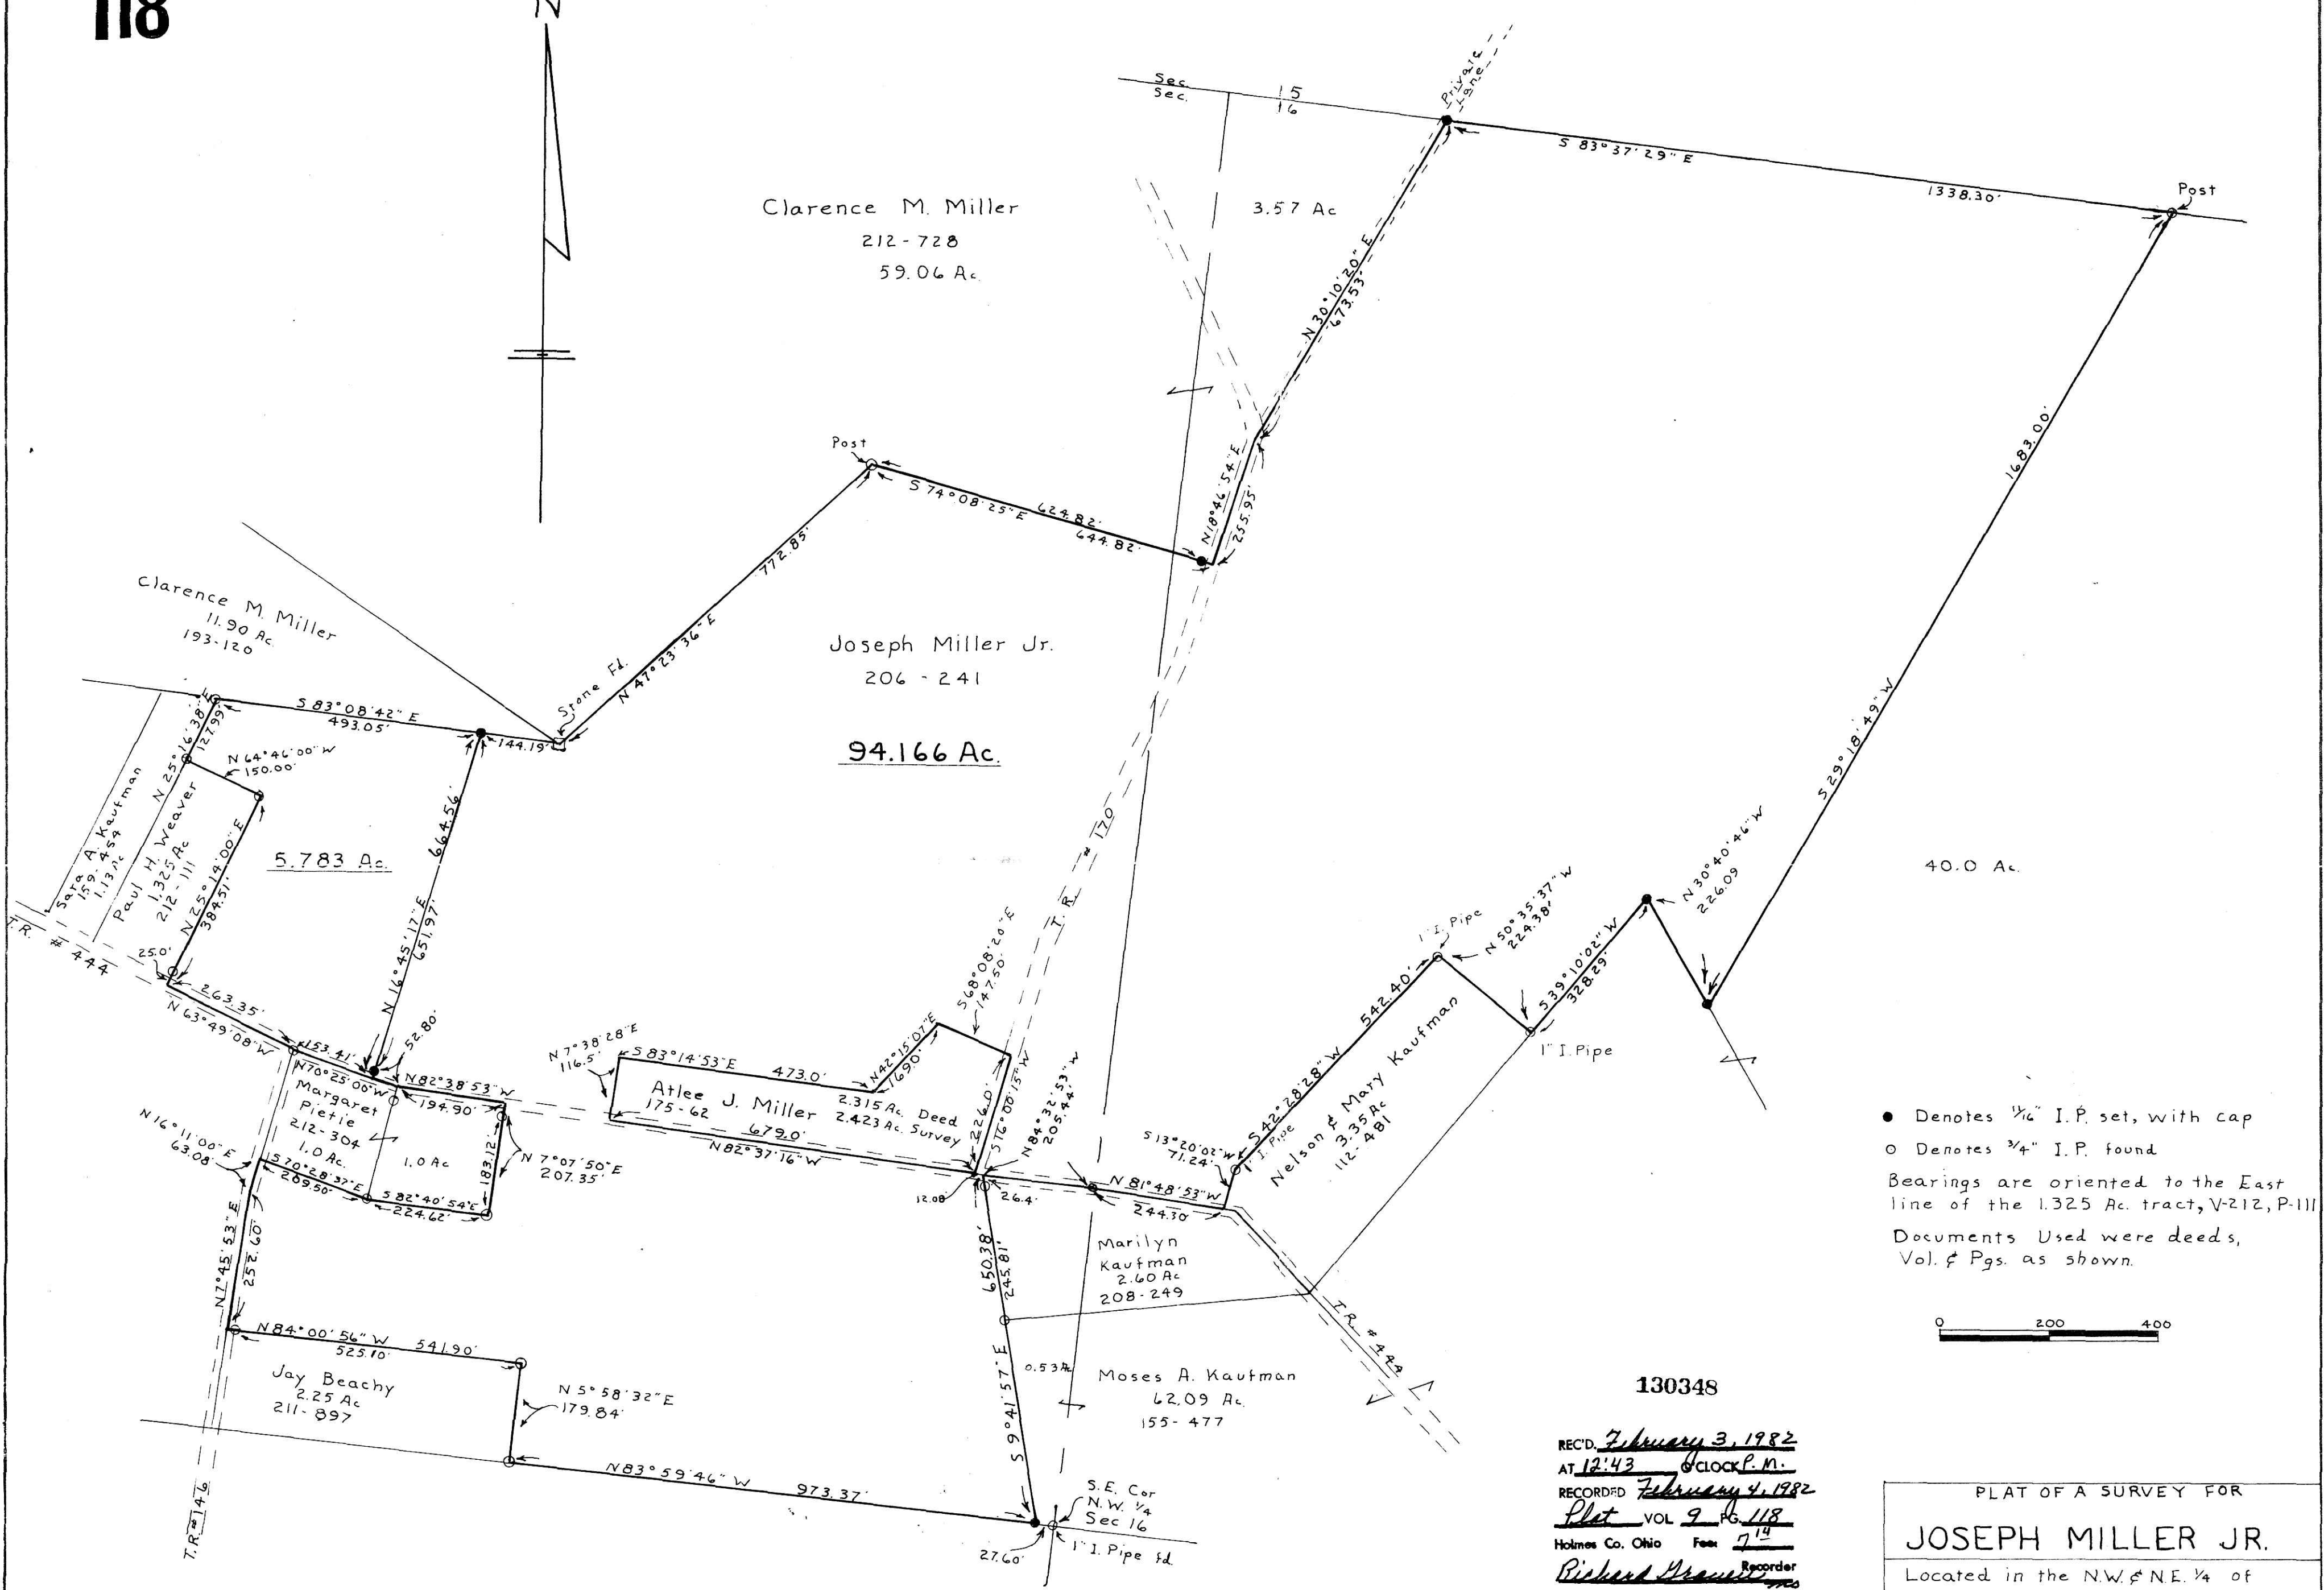 118
N
Sec. 15
Sec. 16
Private
Lane
S 83°37'29" E
1338.30'
Post
Clarence M. Miller
212-728
59.06 Ac.
3.57 Ac
N 30°10'20" E
673.53'
1683.00'
S 29°18'49" W
Post
S 74°08'25" E
624.82'
644.82'
N 18°46'54" E
255.95'
772.85'
N 47°23'36" E
Stone Fd.
Clarence M. Miller
11.90 Ac.
193-120
Joseph Miller Jr.
206 - 241
94.166 Ac.
S 83°08'42" E
493.05'
144.19'
N 25°16'38" E
127.99'
N 64°46'00" W
150.00'
Sara A. Kaufman
159-454
1.13 Ac
Paul H. Weaver
1.325 Ac
212-111
N 25°14'00" E
384.51'
5.783 Ac.
664.56'
N 16°45'17" E
651.97'
T.R. # 170
T.R. # 444
25.0'
263.35'
N 63°49'08" W
153.41'
N 70°25'00" W
52.80'
N 82°38'53" W
194.90'
Margaret
Pietie
212-304
1.0 Ac.
1.0 Ac
183.12'
N 7°07'50" E
207.35'
N 16°11'00" E
63.08'
S 70°28'37" E
209.50'
S 82°40'54" E
224.62'
N 7°45'53" E
252.60'
N 7°38'28" E
116.5'
S 83°14'53" E
473.0'
N 42°15'07" E
169.0'
S 68°08'20" E
147.50'
Atlee J. Miller
175-62
2.315 Ac. Deed
2.423 Ac. Survey
679.0'
N 82°37'16" W
226.0'
S 16°00'15" W
N 84°32'53" W
205.44'
12.08'
26.4'
N 81°48'53" W
244.30'
S 13°20'02" W
71.24'
1" I. Pipe
S 42°28'28" W
542.40'
Nelson & Mary Kaufman
3.35 Ac
112-481
1" I. Pipe
N 50°35'37" W
224.38'
S 39°10'02" W
328.29'
1" I. Pipe
N 30°40'46" W
226.09
40.0 Ac.
● Denotes 11/16" I.P. set, with cap
○ Denotes 3/4" I.P. found
Bearings are oriented to the East
line of the 1.325 Ac. tract, V-212, P-111
Documents Used were deeds,
Vol. & Pgs. as shown.
0 200 400
650.38'
245.81'
S 9°41'57" E
Marilyn
Kaufman
2.60 Ac
208-249
0.53 Ac
Moses A. Kaufman
62.09 Ac.
155-477
T.R. # 444
N 84°00'56" W 541.90'
525.10'
Jay Beachy
2.25 Ac
211-897
N 5°58'32" E
179.84'
T.R. # 146
N 83°59'46" W 973.37'
27.60'
S.E. Cor
N.W. 1/4
Sec 16
1" I. Pipe fd.
130348
REC'D. February 3, 1982
AT 12:43 O'CLOCK P. M.
RECORDED February 4, 1982
Plat VOL 9 PG. 118
Holmes Co. Ohio Fee: 7.14
Richard Recorder
PLAT OF A SURVEY FOR
JOSEPH MILLER JR.
Located in the N.W. & N.E. 1/4 of